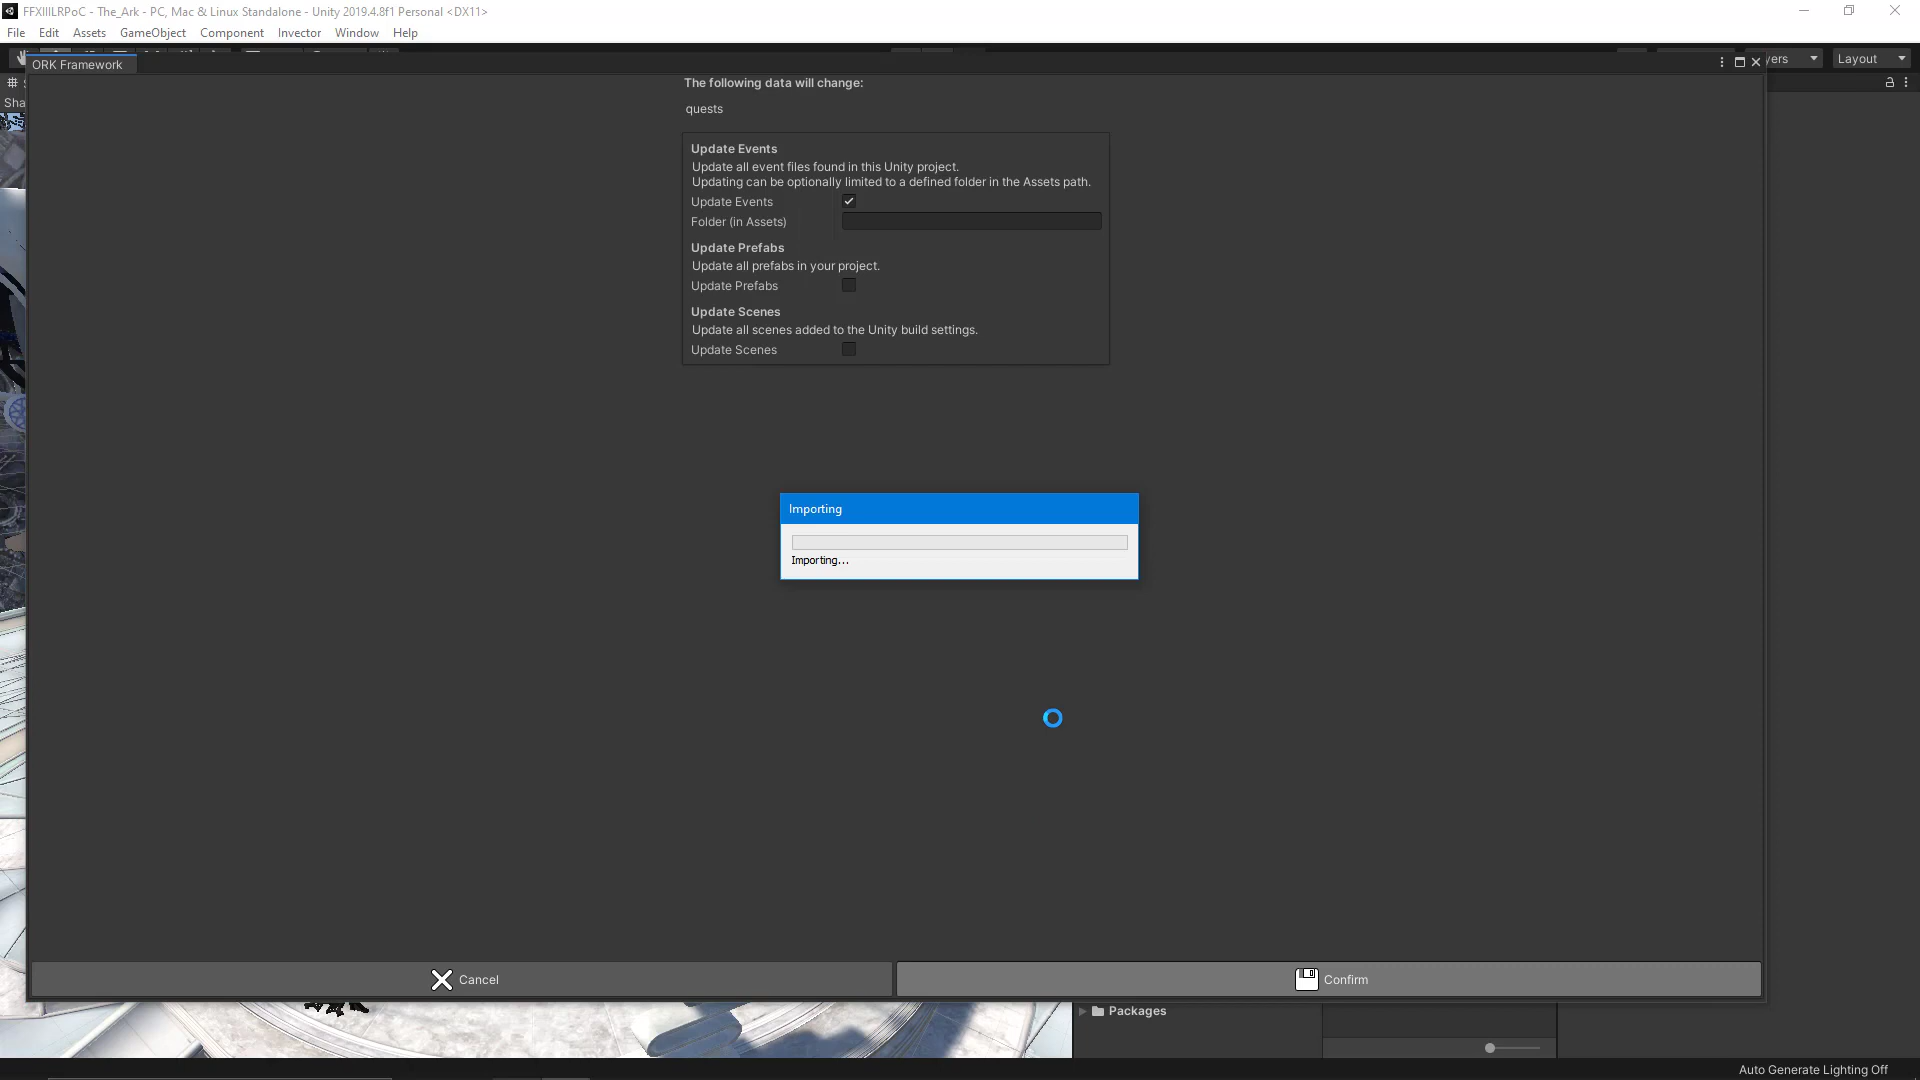 FFXIIILRPoC - The_Ark - PC, Mac & Linux Standalone - Unity 2019.4.8f1 Personal <DX11>
File Edit Assets GameObject Component Invector Window Help
ORK Framework
yers
Layout
Sha
The following data will change:
quests
Update Events
Update all event files found in this Unity project.
Updating can be optionally limited to a defined folder in the Assets path.
Update Events
Folder (in Assets)
Update Prefabs
Update all prefabs in your project.
Update Prefabs
Update Scenes
Update all scenes added to the Unity build settings.
Update Scenes
Importing
Importing...
Cancel
Confirm
Packages
Auto Generate Lighting Off